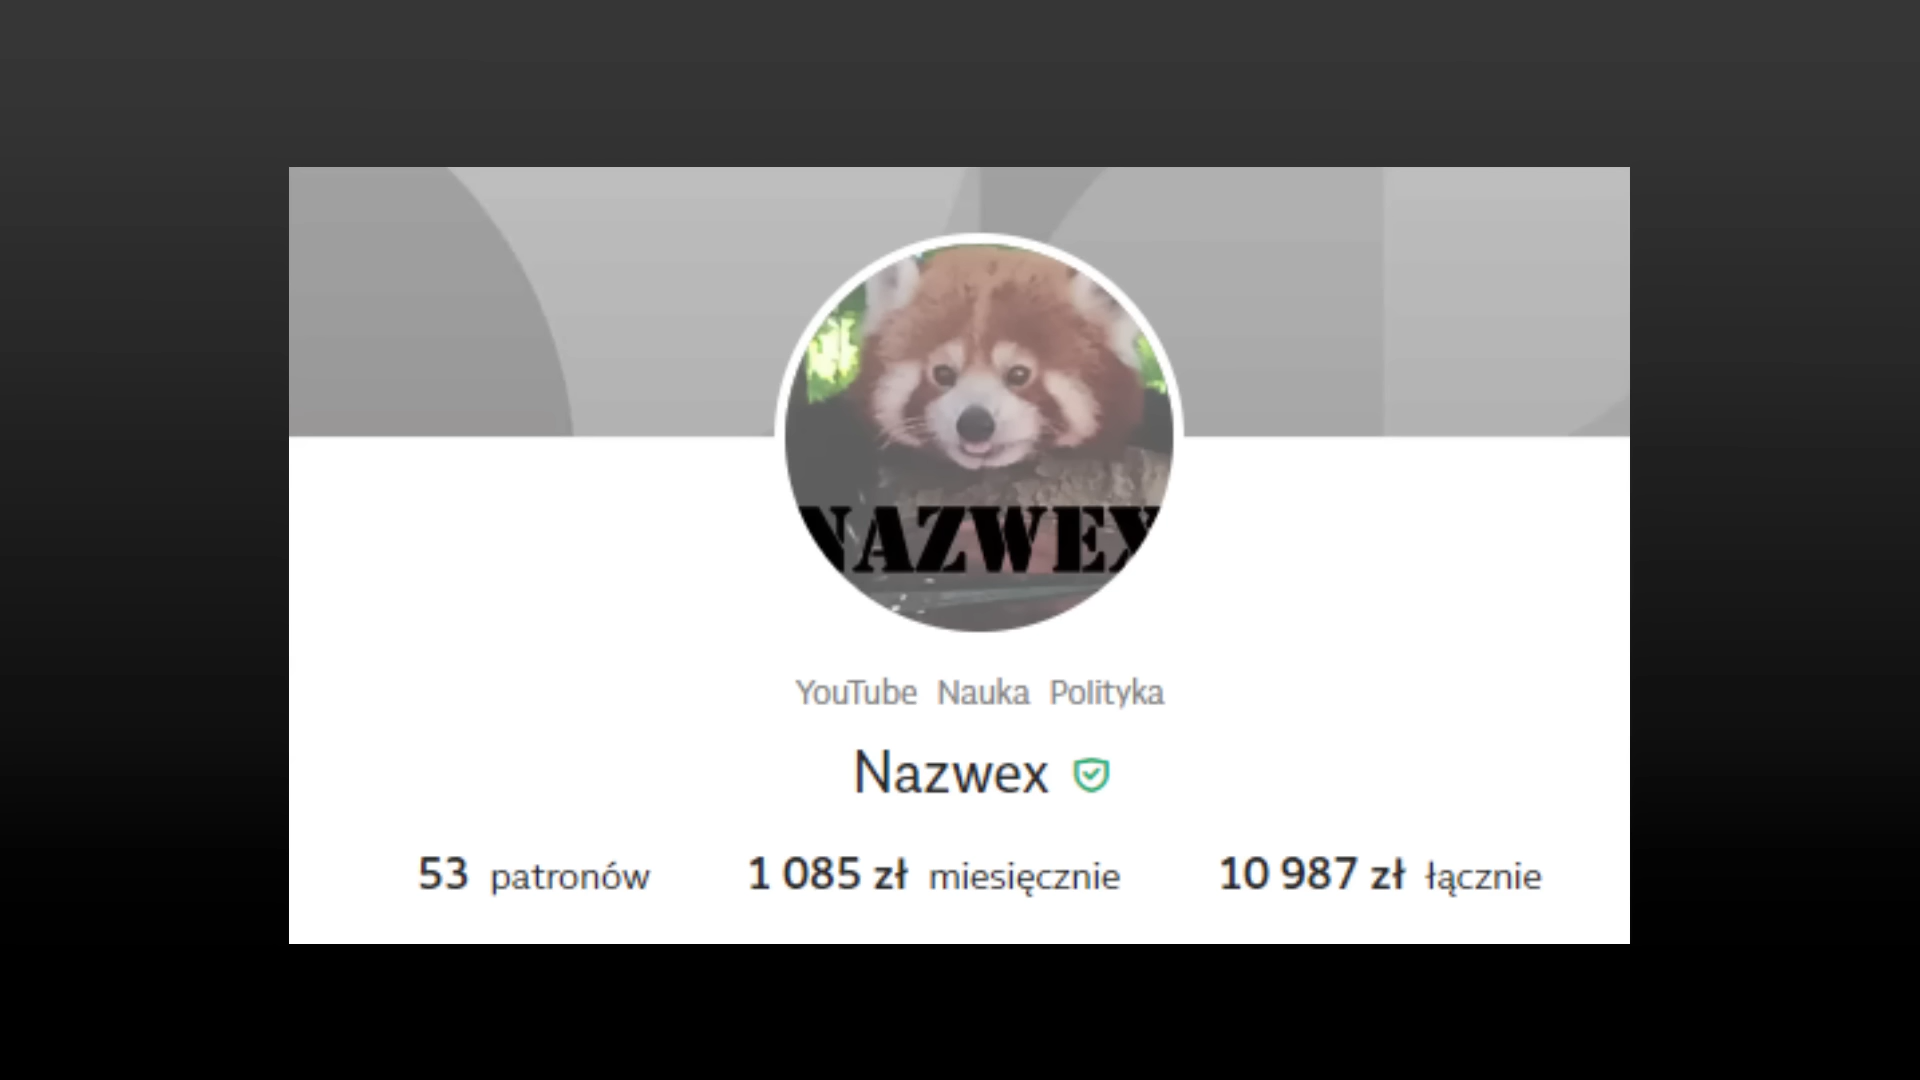 NAZWEX
YouTube Nauka Polityka
Nazwex
53 patronów 1 085 zł miesięcznie 10 987 zł łącznie